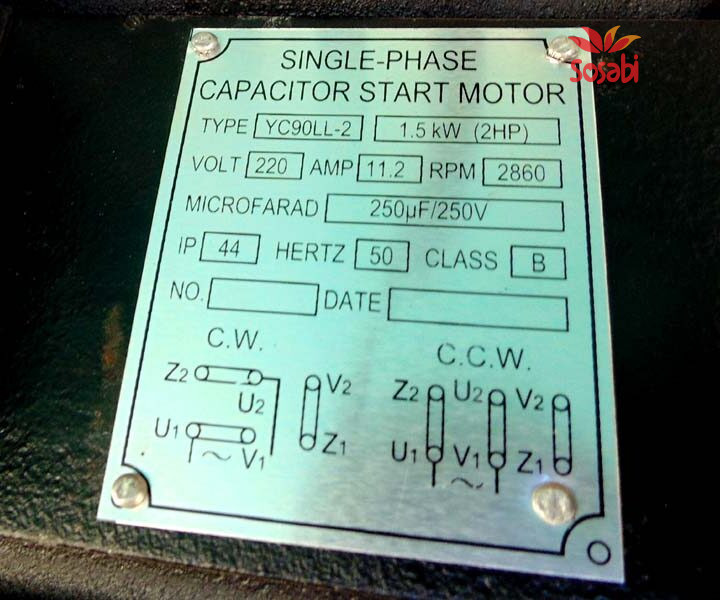 Sosabi
SINGLE-PHASE
CAPACITOR START MOTOR
TYPE YC90LL-2 1.5 kW (2HP)
VOLT 220 AMP 11.2 RPM 2860
MICROFARAD 250µF/250V
IP 44 HERTZ 50 CLASS B
NO. DATE
C.W. C.C.W.
Z2 U2 V2 Z2 U2 V2
U1 V1 Z1 U1 V1 Z1
~ ~